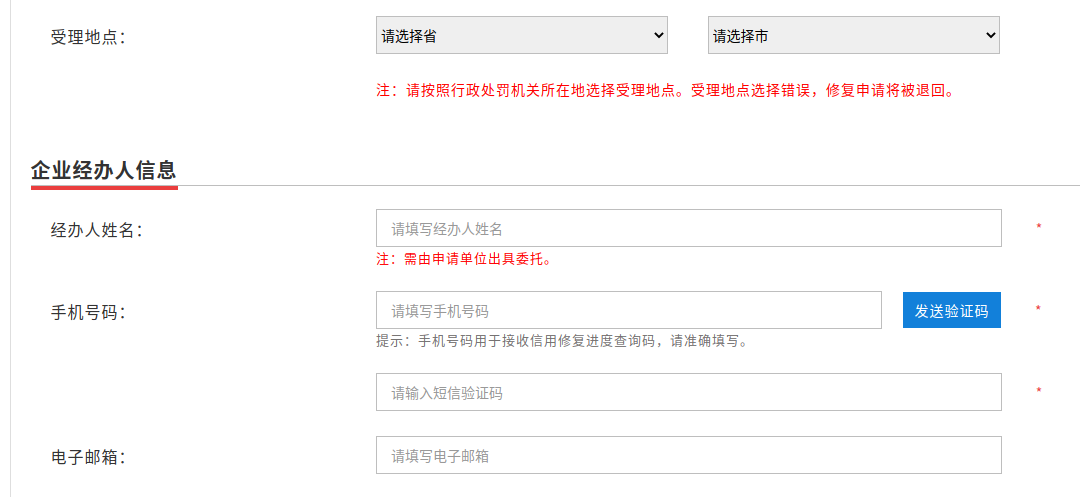 受理地点：
请选择省
请选择市
注：请按照行政处罚机关所在地选择受理地点。受理地点选择错误，修复申请将被退回。
企业经办人信息
经办人姓名：
请填写经办人姓名
*
注：需由申请单位出具委托。
手机号码：
请填写手机号码
发送验证码
*
提示：手机号码用于接收信用修复进度查询码，请准确填写。
请输入短信验证码
*
电子邮箱：
请填写电子邮箱